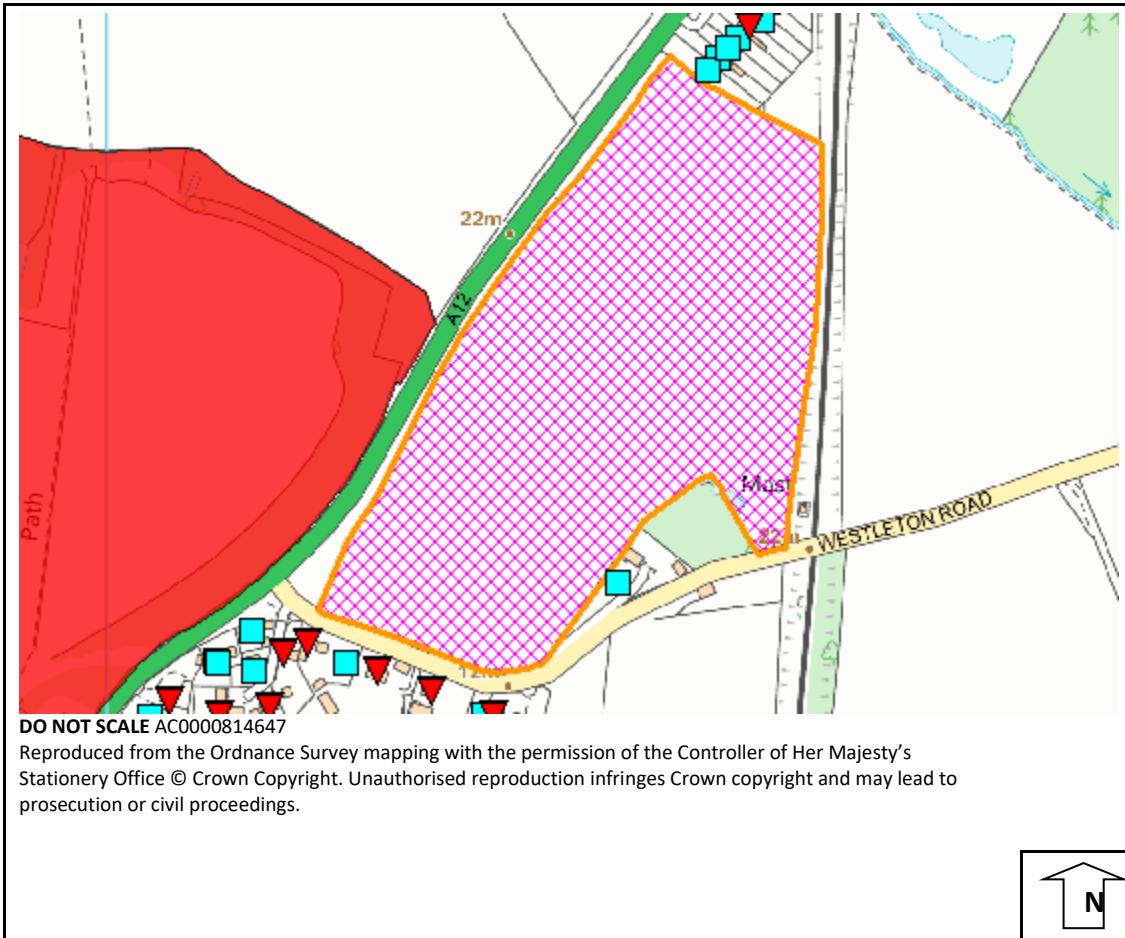 22m
A12
Path
Mast
22m
WESTLETON ROAD
12m
DO NOT SCALE AC0000814647
Reproduced from the Ordnance Survey mapping with the permission of the Controller of Her Majesty’s
Stationery Office © Crown Copyright. Unauthorised reproduction infringes Crown copyright and may lead to
prosecution or civil proceedings.
N